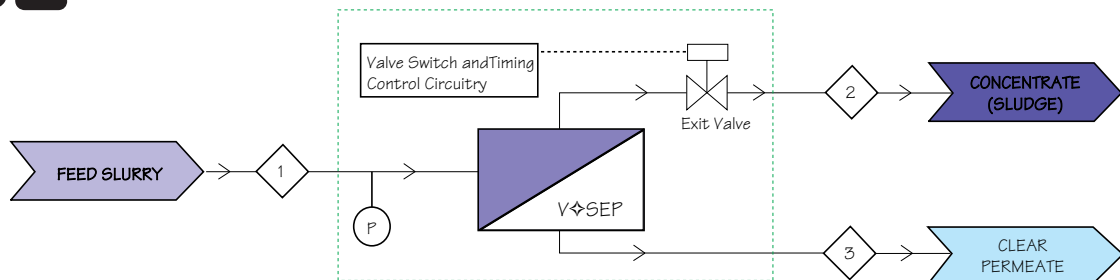 Valve Switch andTiming
Control Circuitry
Exit Valve
2
CONCENTRATE
(SLUDGE)
FEED SLURRY
1
P
V✧SEP
3
CLEAR
PERMEATE